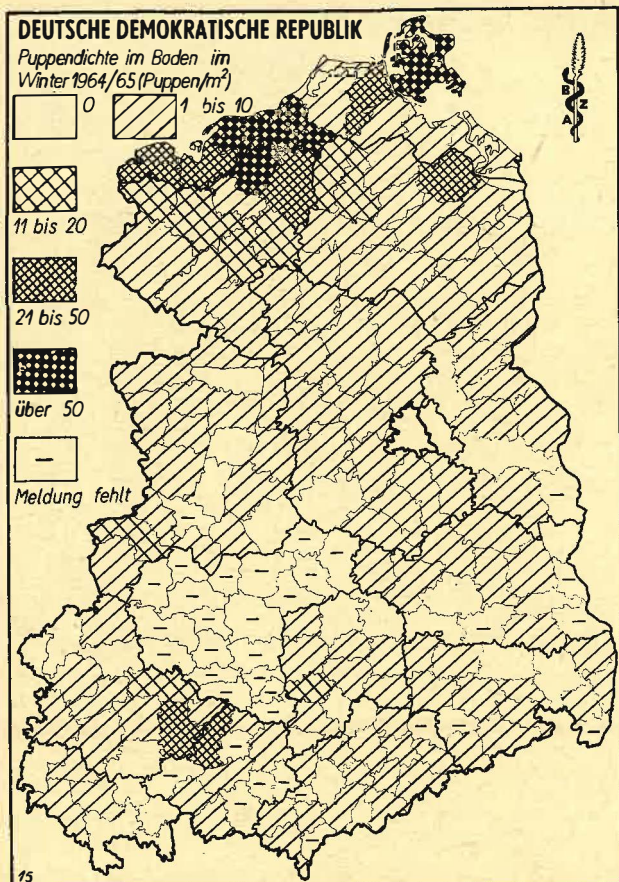 DEUTSCHE DEMOKRATISCHE REPUBLIK
Puppendichte im Boden im
Winter 1964/65 (Puppen/m²)
0
1 bis 10
11 bis 20
21 bis 50
über 50
Meldung fehlt
B
Z
A
15